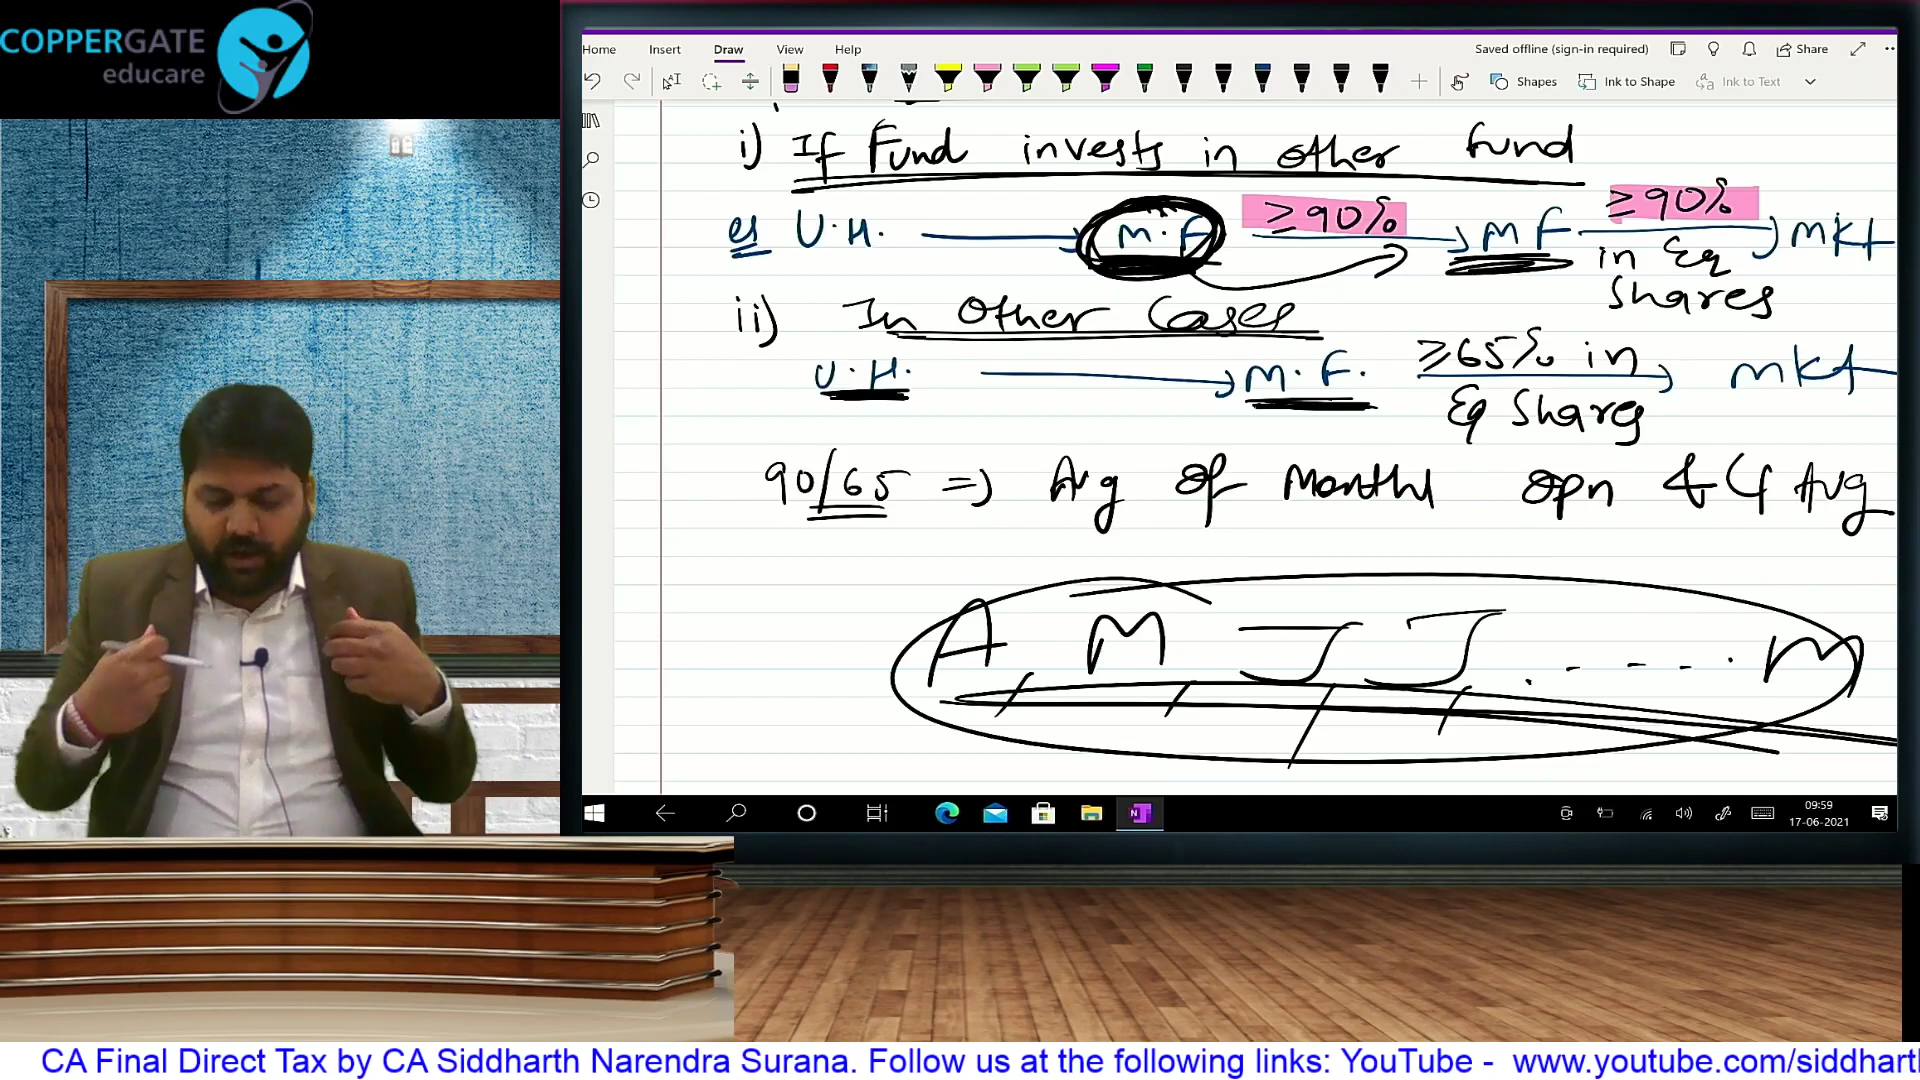 COPPERGATE
educare
Home Insert Draw View Help Saved offline (sign-in required) Share
Shapes Ink to Shape Ink to Text
i) If Fund invests in other fund
eg U.H. M.F ≥90% MF ≥90% mkt
in Eq
Shares
ii) In Other Cases
U.H. M.F. ≥65% in mkt
Eq Shares
90/65 => Avg of Monthly opn & Cl Avg
A, M J J . - - - . M
09:59
17-06-2021
CA Final Direct Tax by CA Siddharth Narendra Surana. Follow us at the following links: YouTube - www.youtube.com/siddharth